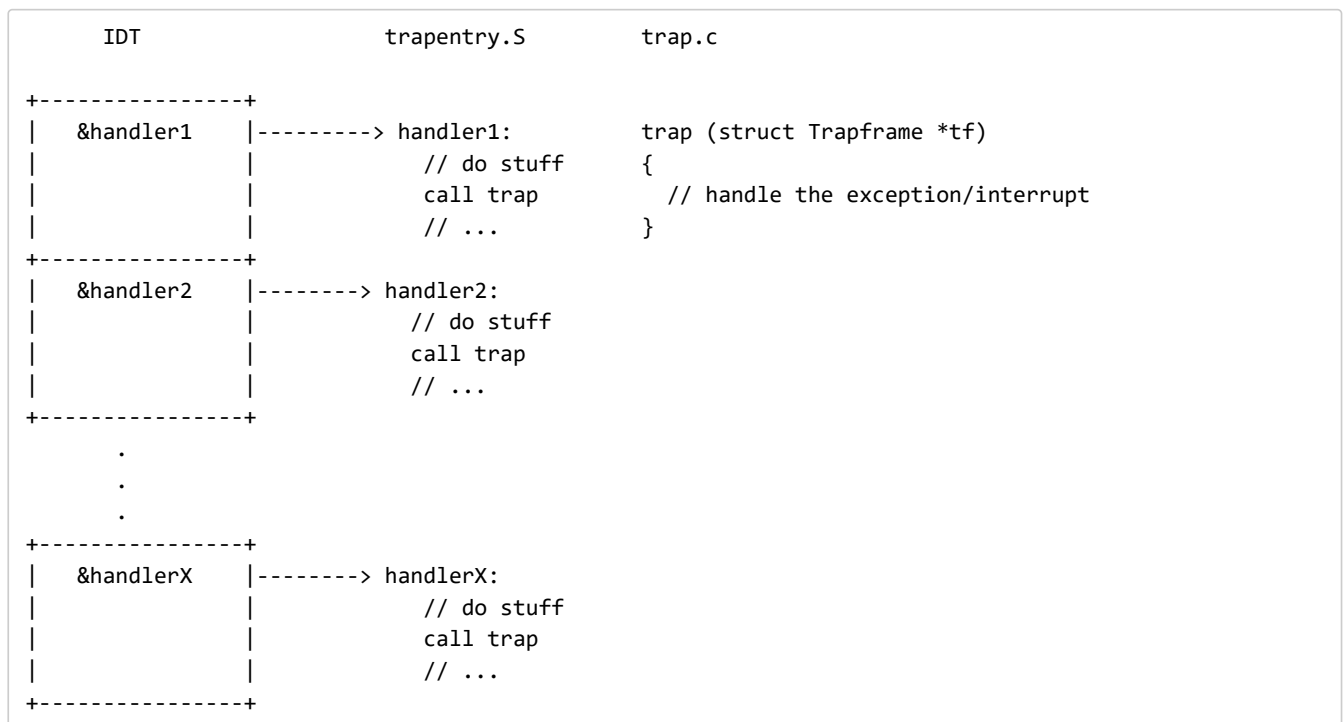 IDT                   trapentry.S         trap.c

+----------------+
|   &handler1    |---------> handler1:          trap (struct Trapframe *tf)
|                |             // do stuff      {
|                |             call trap          // handle the exception/interrupt
|                |             // ...           }
+----------------+
|   &handler2    |--------> handler2:
|                |            // do stuff
|                |            call trap
|                |            // ...
+----------------+
       .
       .
       .
+----------------+
|   &handlerX    |--------> handlerX:
|                |             // do stuff
|                |             call trap
|                |             // ...
+----------------+